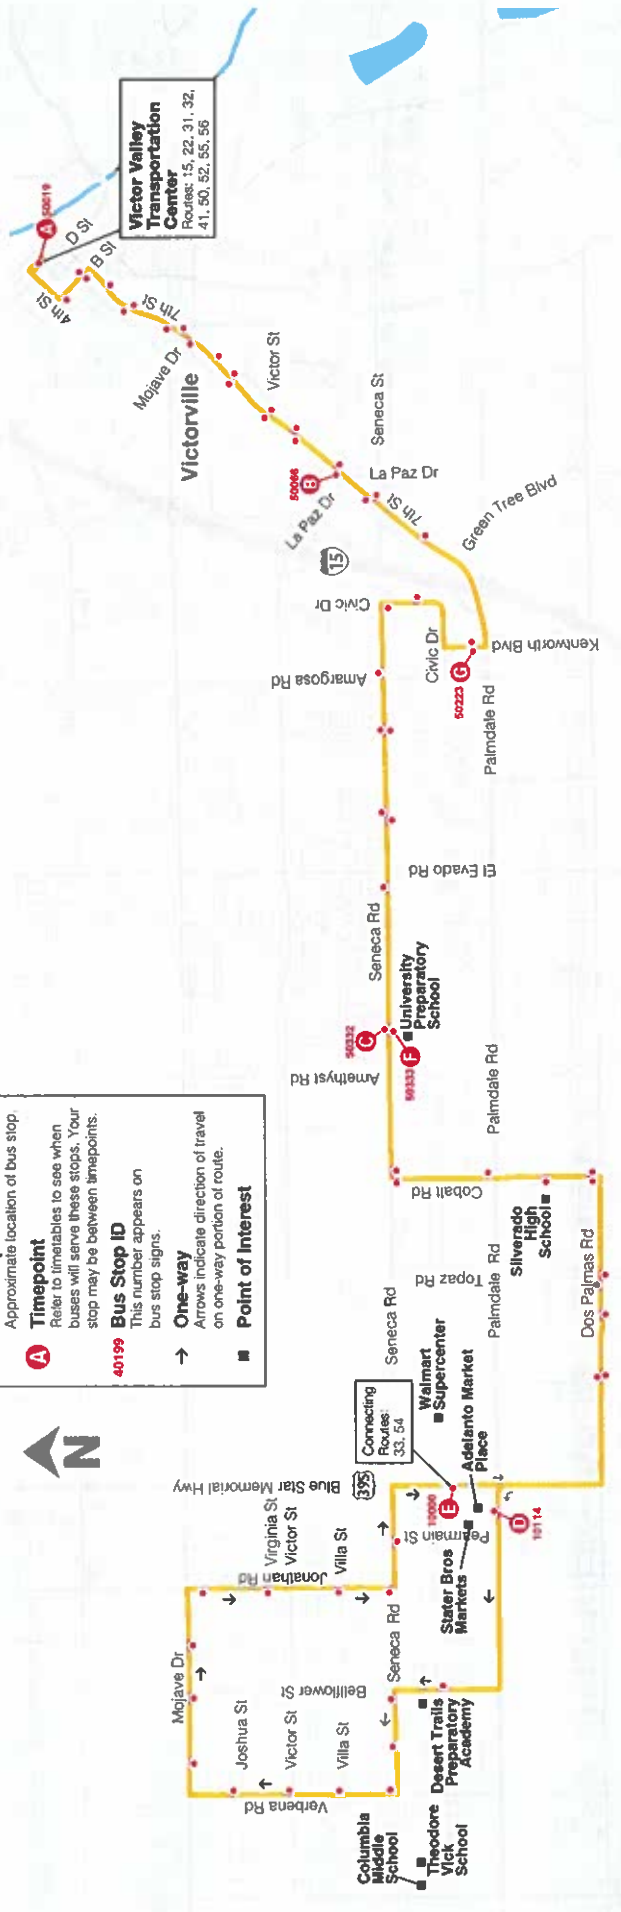 Approximate location of bus stop.
A Timepoint
Refer to timetables to see when
buses will serve these stops. Your
stop may be between timepoints.
40199 Bus Stop ID
This number appears on
bus stop signs.
→ One-way
Arrows indicate direction of travel
on one-way portion of route.
■ Point of Interest
N
Victor Valley
Transportation
Center
Routes: 15, 22, 31, 32,
41, 50, 52, 55, 56
A 50019
D St
B St
4th St
7th St
Mojave Dr
Victorville
Victor St
Seneca St
50066
B
La Paz Dr
La Paz Dr
7th St
Green Tree Blvd
15
Civic Dr
Civic Dr
Kentworth Blvd
50223
G
Palmdale Rd
Amargosa Rd
El Evado Rd
Seneca Rd
University
Preparatory
School
50332
C
50333
F
Amethyst Rd
Palmdale Rd
Cobalt Rd
Silverado
High
School
Topaz Rd
Palmdale Rd
Dos Palmas Rd
Seneca Rd
Walmart
Supercenter
Connecting
Routes:
33, 54
Adelanto Market
Place
Blue Star Memorial Hwy
395
10000
E
D
10114
Pearmain St
Stater Bros
Markets
Virginia St
Victor St
Jonathan Rd
Villa St
Seneca Rd
Mojave Dr
Bellflower St
Joshua St
Victor St
Villa St
Verbena Rd
Desert Trails
Preparatory
Academy
Columbia
Middle
School
Theodore
Vick
School